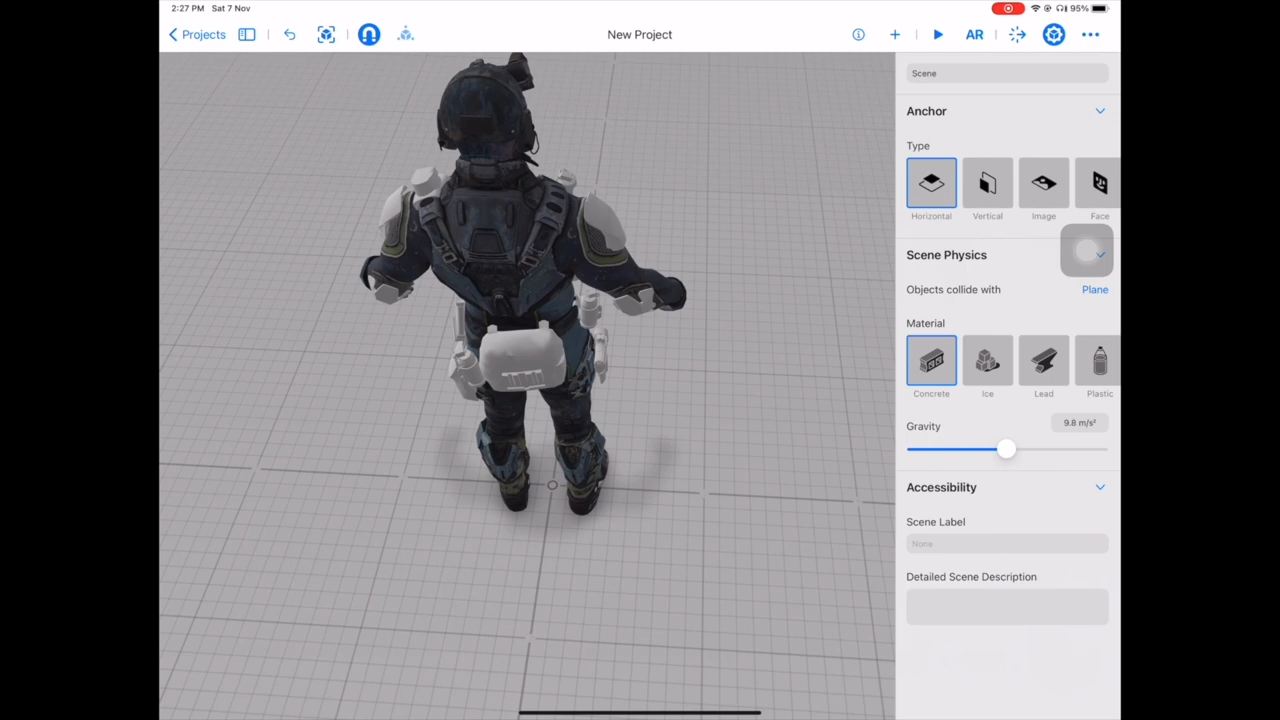 2:27 PM Sat 7 Nov
95%
Projects
New Project
AR
Scene
Anchor
Type
Horizontal Vertical Image Face
Scene Physics
Objects collide with Plane
Material
Concrete Ice Lead Plastic
Gravity 9.8 m/s²
Accessibility
Scene Label
None
Detailed Scene Description